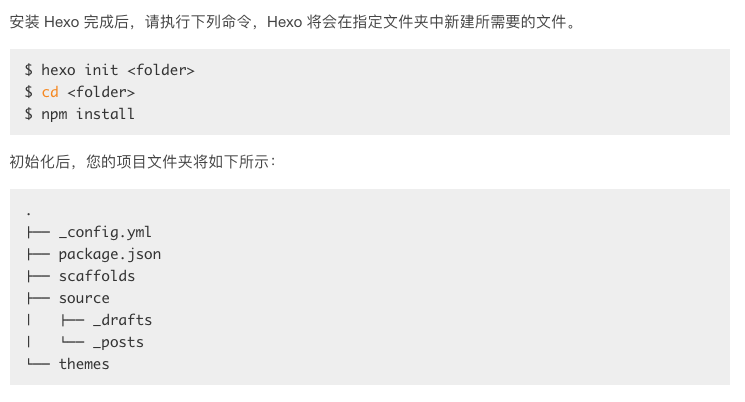 安装 Hexo 完成后，请执行下列命令，Hexo 将会在指定文件夹中新建所需要的文件。
$ hexo init <folder>
$ cd <folder>
$ npm install
初始化后，您的项目文件夹将如下所示：
.
├── _config.yml
├── package.json
├── scaffolds
├── source
|   ├── _drafts
|   └── _posts
└── themes